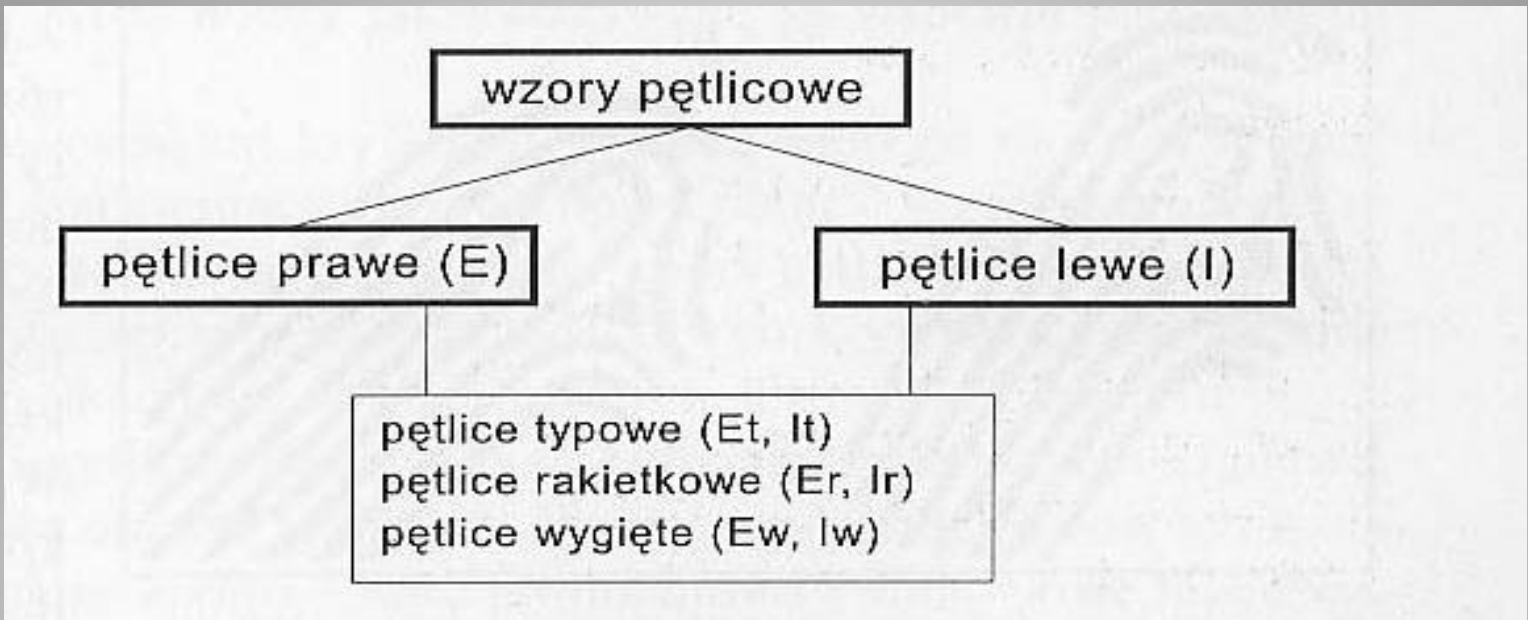 wzory pętlicowe
pętlice prawe (E)
pętlice lewe (I)
pętlice typowe (Et, It)
pętlice rakietkowe (Er, Ir)
pętlice wygięte (Ew, Iw)